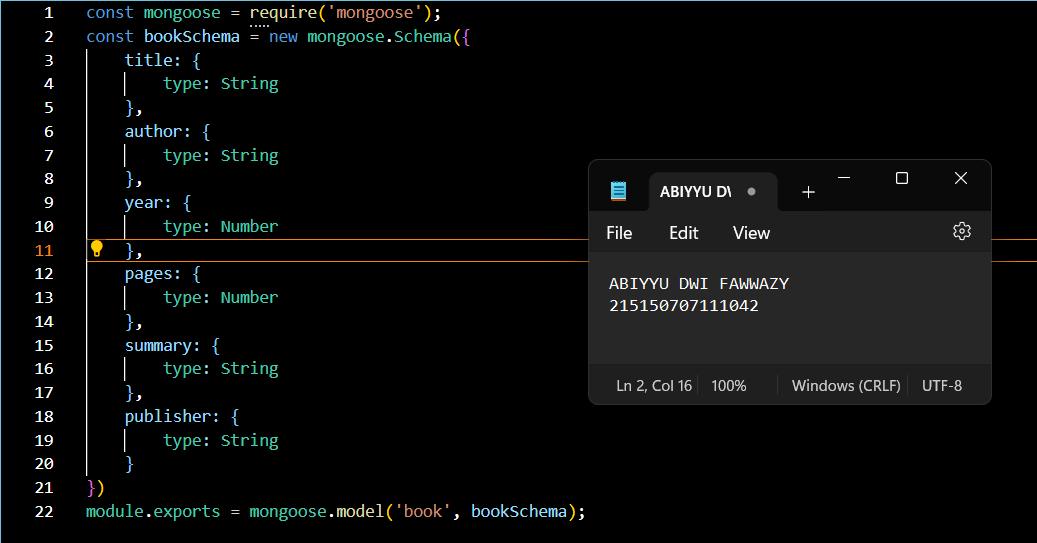 1 const mongoose = require('mongoose');
2 const bookSchema = new mongoose.Schema({
3 title: {
4 type: String
5 },
6 author: {
7 type: String
8 },
9 year: {
10 type: Number
11 },
12 pages: {
13 type: Number
14 },
15 summary: {
16 type: String
17 },
18 publisher: {
19 type: String
20 }
21 })
22 module.exports = mongoose.model('book', bookSchema);
ABIYYU DW
File Edit View
ABIYYU DWI FAWWAZY
215150707111042
Ln 2, Col 16 100% Windows (CRLF) UTF-8